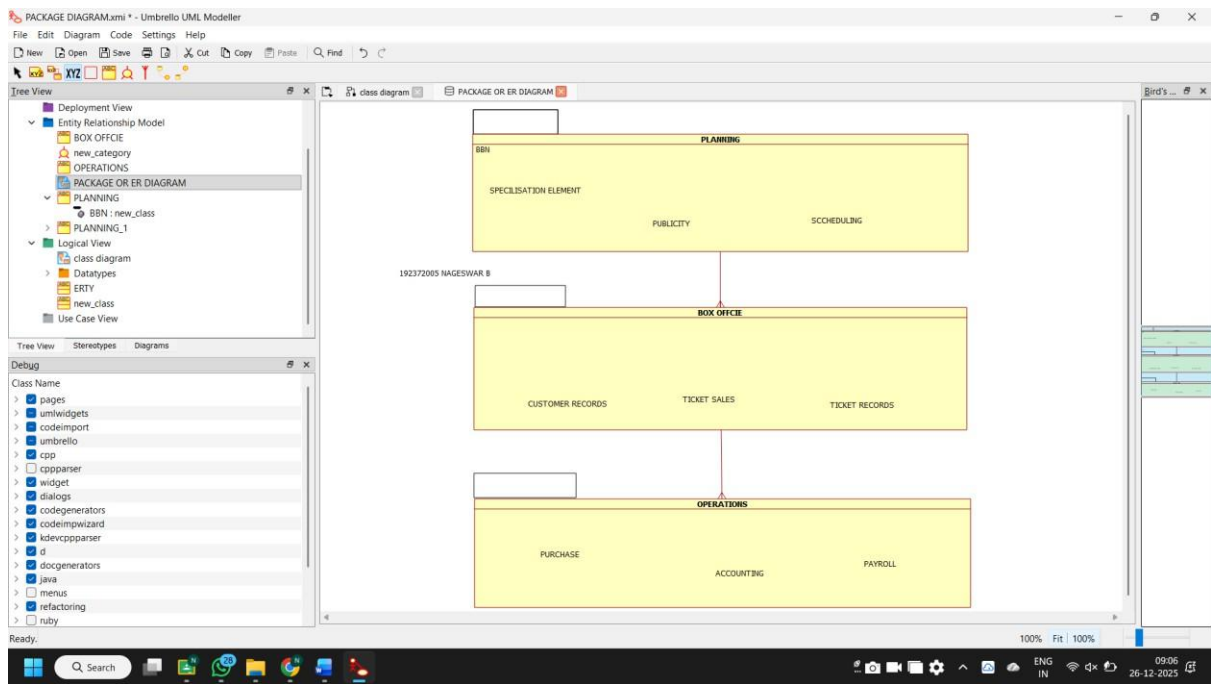 PACKAGE DIAGRAM.xmi * - Umbrello UML Modeller
File Edit Diagram Code Settings Help
New Open Save Cut Copy Paste Find
XYZ
Tree View
Deployment View
Entity Relationship Model
BOX OFFCIE
new_category
OPERATIONS
PACKAGE OR ER DIAGRAM
PLANNING
BBN : new_class
PLANNING_1
Logical View
class diagram
Datatypes
ERTY
new_class
Use Case View
Tree View Stereotypes Diagrams
Debug
Class Name
pages
umlwidgets
codeimport
umbrello
cpp
cppparser
widget
dialogs
codegenerators
codeimpwizard
kdevcppparser
d
docgenerators
java
menus
refactoring
ruby
class diagram PACKAGE OR ER DIAGRAM
PLANNING
BBN
SPECILISATION ELEMENT
PUBLICITY
SCCHEDULING
192372005 NAGESWAR B
BOX OFFCIE
CUSTOMER RECORDS
TICKET SALES
TICKET RECORDS
OPERATIONS
PURCHASE
ACCOUNTING
PAYROLL
Bird's ...
Ready.
100% Fit 100%
Search
28
ENG
IN
09:06
26-12-2025